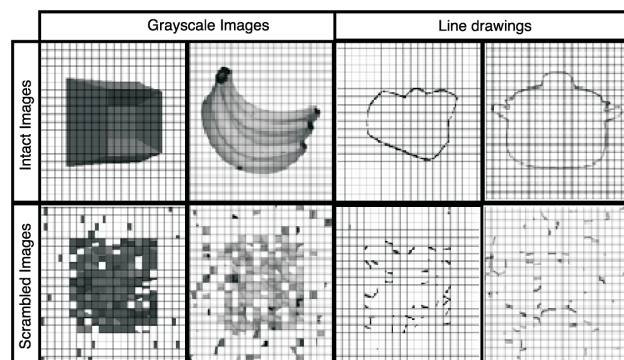 Grayscale Images
Line drawings
Intact Images
Scrambled Images